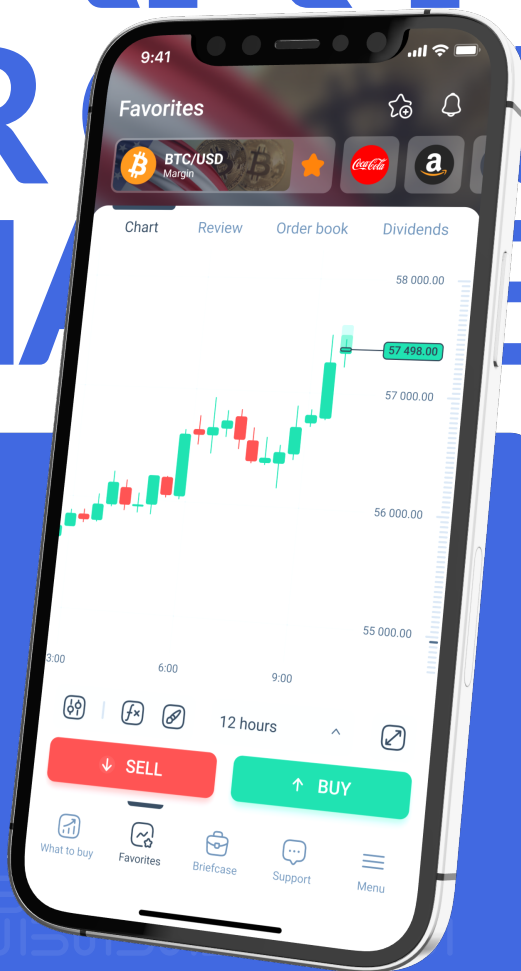 9:41
Favorites
BTC/USD
Margin
Coca-Cola
a
Chart Review Order book Dividends
58 000.00
57 498.00
57 000.00
56 000.00
55 000.00
3:00 6:00 9:00
12 hours
SELL BUY
What to buy Favorites Briefcase Support Menu